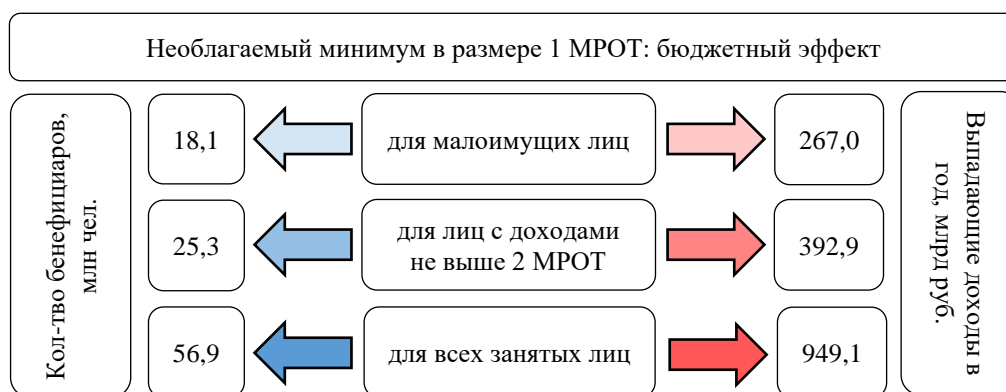 Необлагаемый минимум в размере 1 МРОТ: бюджетный эффект
Кол-тво бенефициаров,
млн чел.
18,1
для малоимущих лиц
267,0
25,3
для лиц с доходами
не выше 2 МРОТ
392,9
56,9
для всех занятых лиц
949,1
Выпадающие доходы в
год, млрд руб.